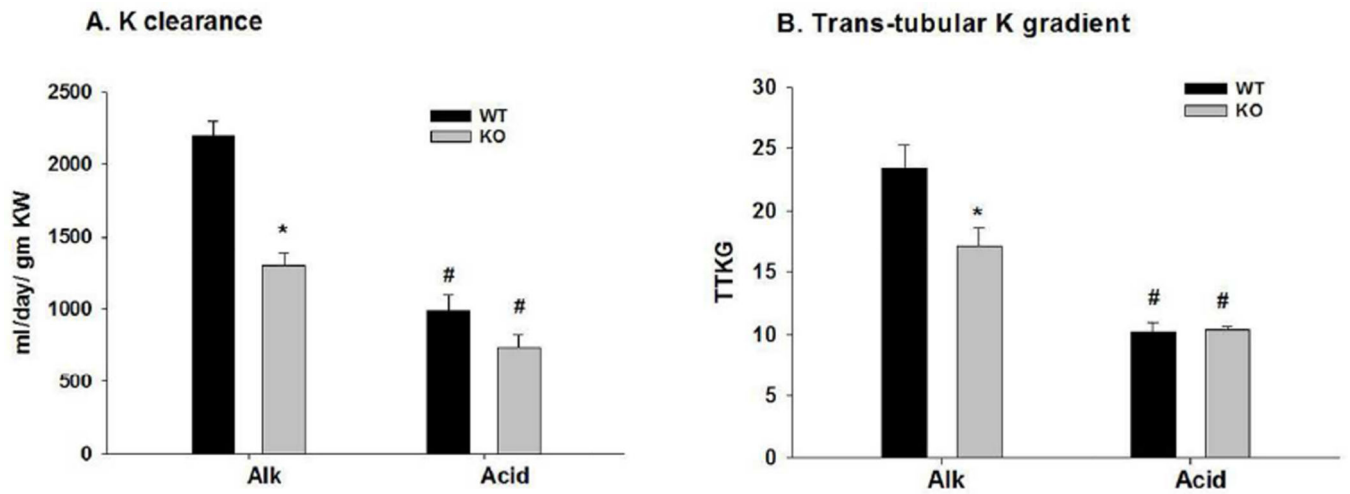 A. K clearance
ml/day/ gm KW
2500
2000
1500
1000
500
0
WT
KO
*
#
#
Alk
Acid
B. Trans-tubular K gradient
TTKG
30
25
20
15
10
5
0
WT
KO
*
#
#
Alk
Acid